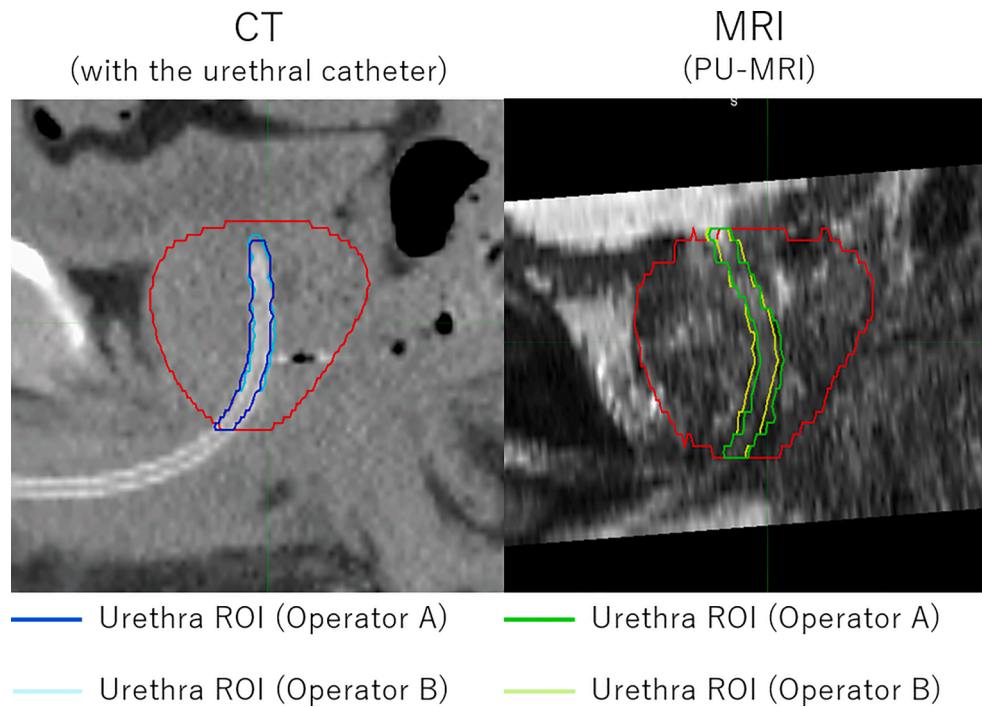 CT
(with the urethral catheter)
MRI
(PU-MRI)
S
Urethra ROI (Operator A)
Urethra ROI (Operator A)
Urethra ROI (Operator B)
Urethra ROI (Operator B)